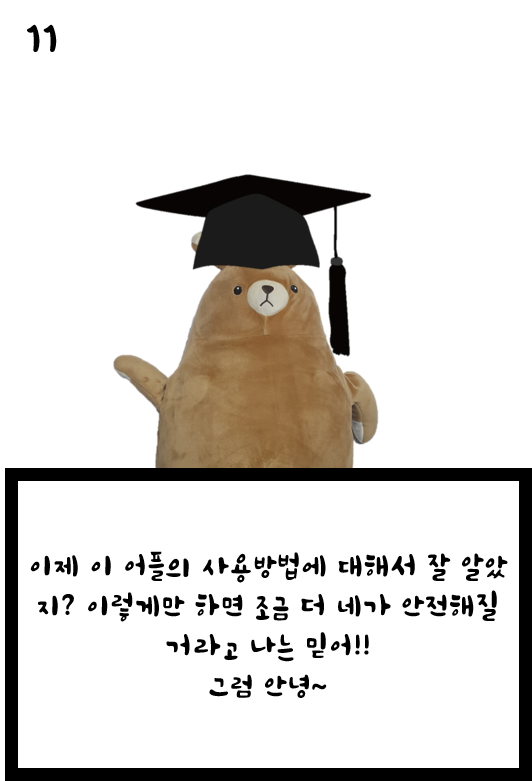 11
이제 이 어플의 사용방법에 대해서 잘 알았
지? 이렇게만 하면 조금 더 네가 안전해질
거라고 나는 믿어!!
그럼 안녕~